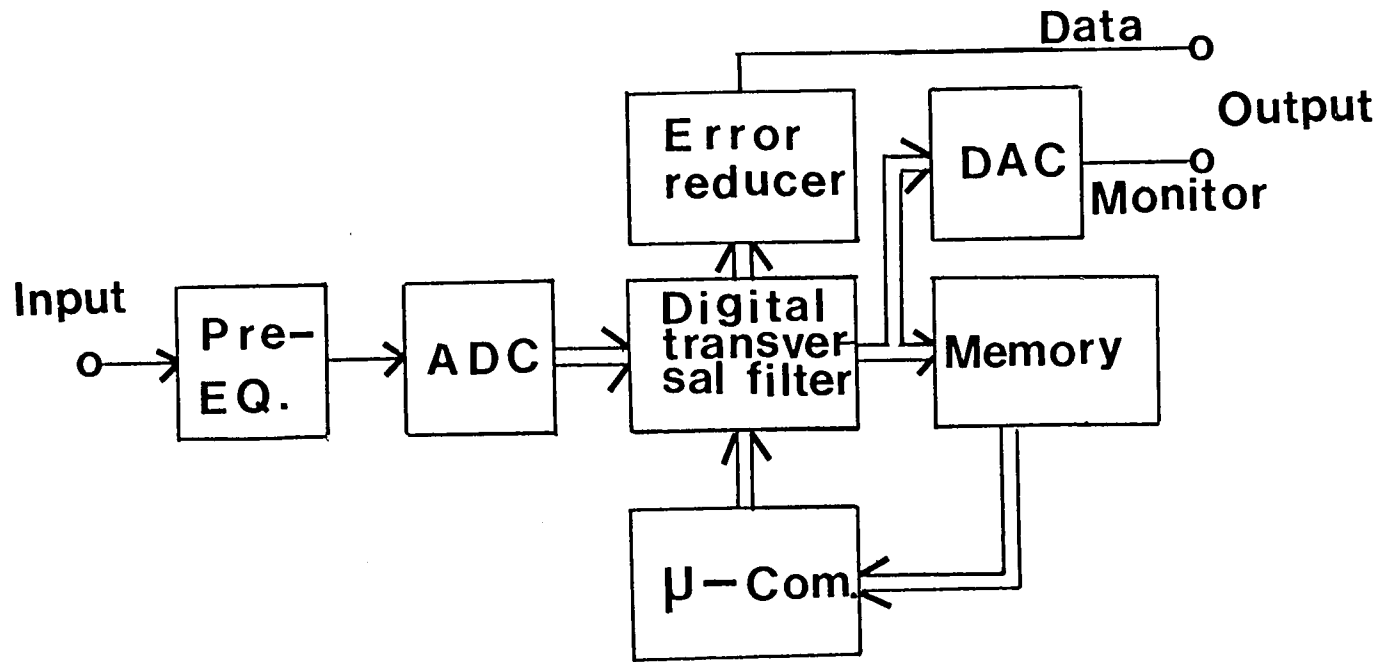 Data
Output
Error
reducer
DAC
Monitor
Input
Pre-
EQ.
ADC
Digital
transver-
sal filter
Memory
μ-Com.